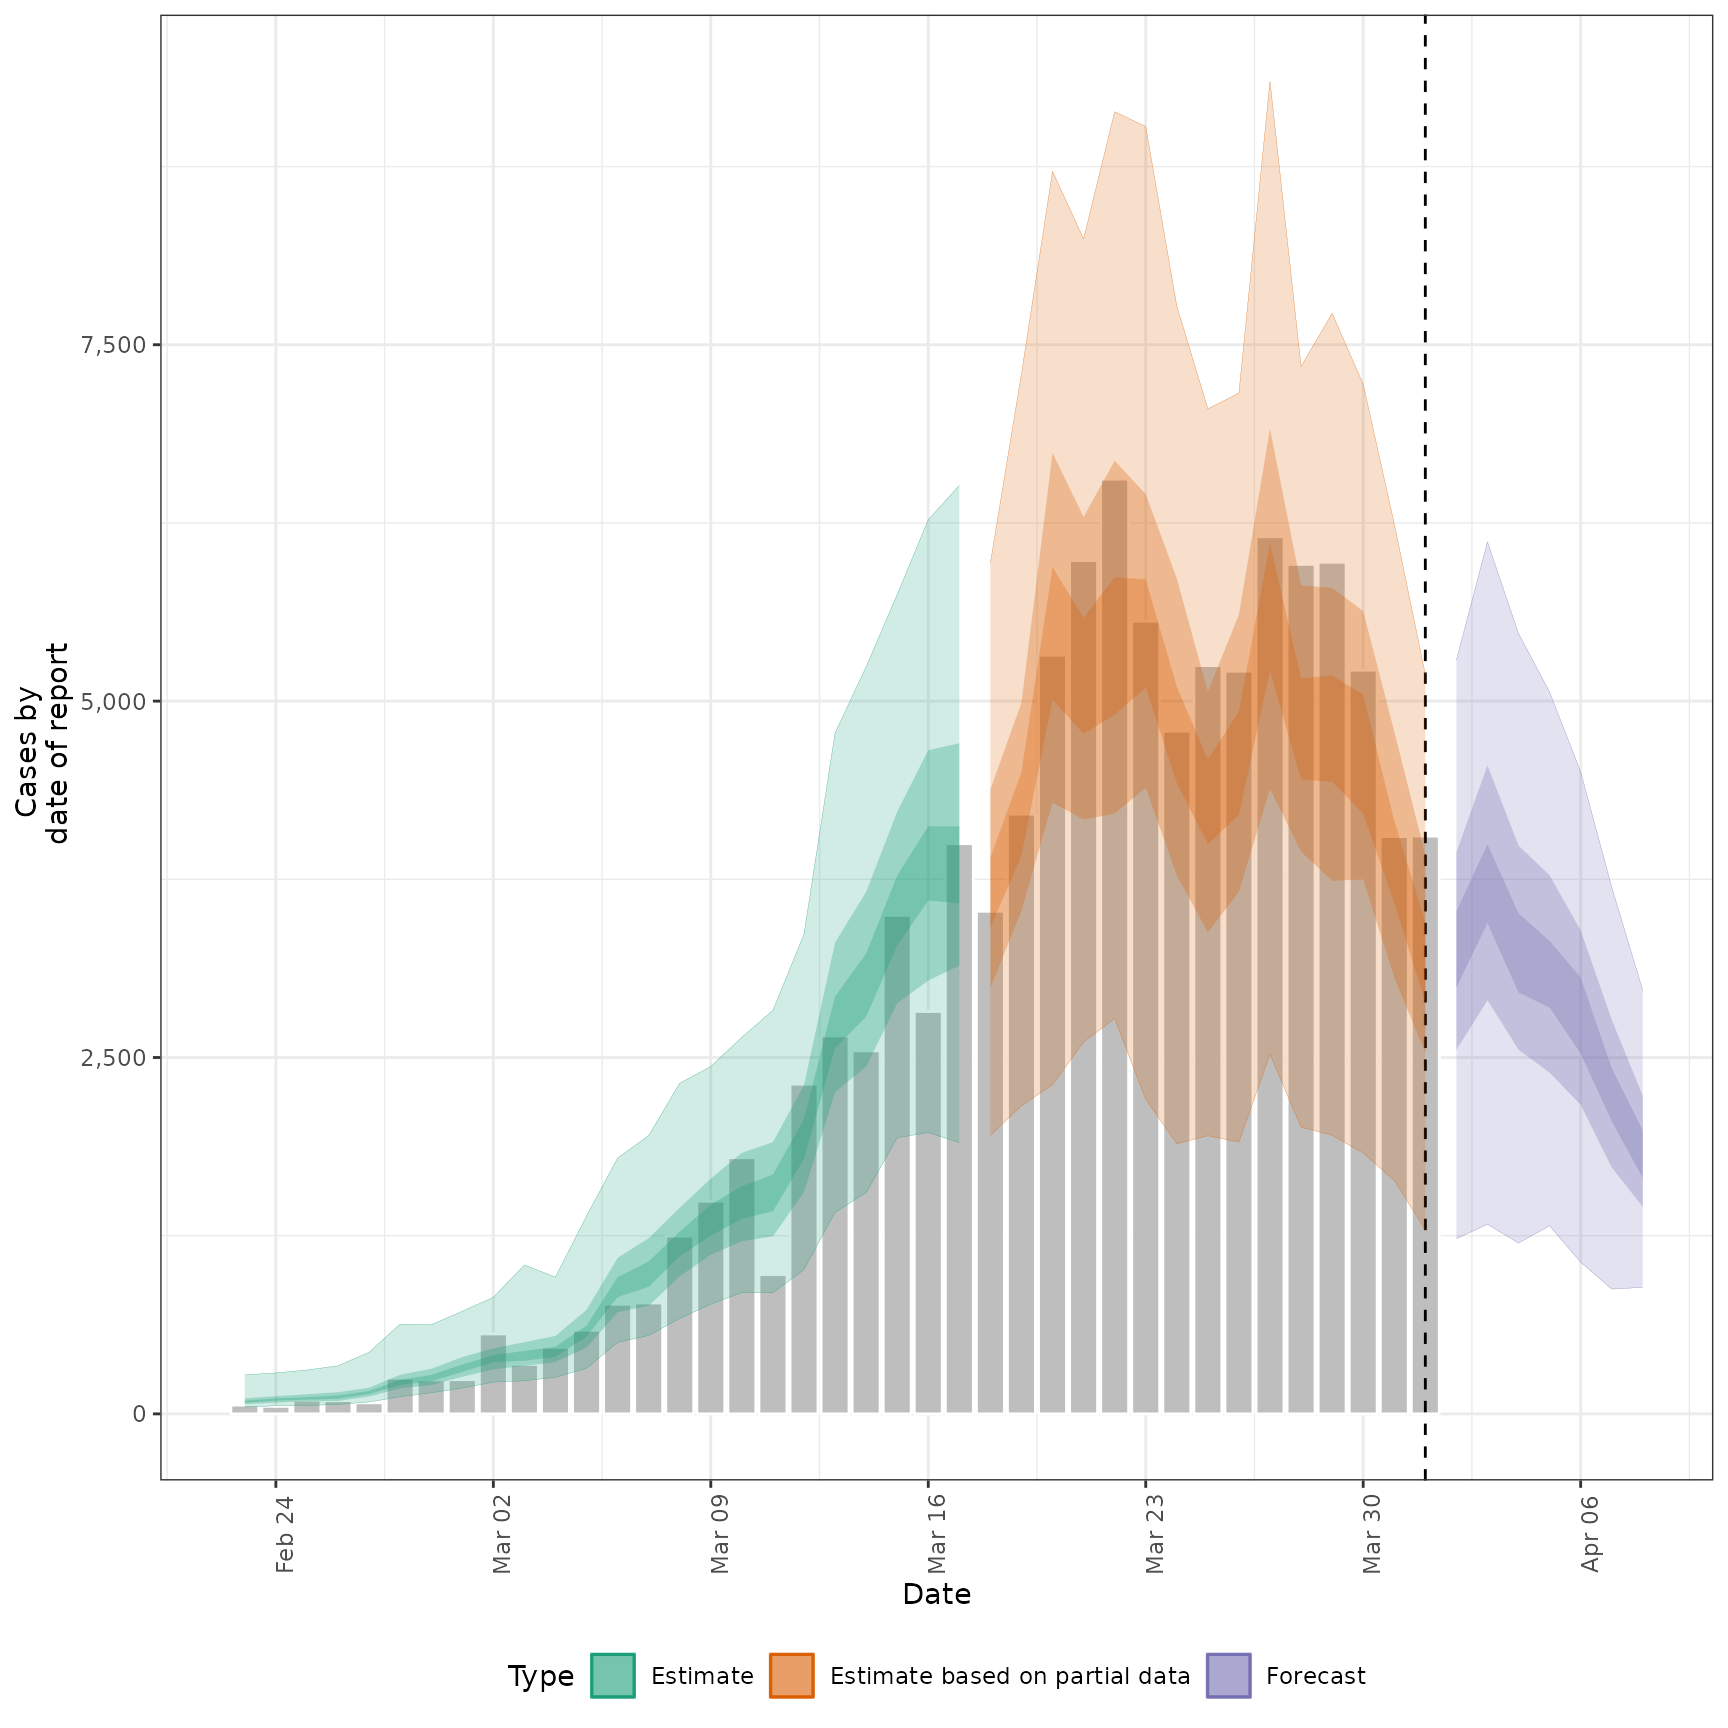 Cases by
date of report
7,500
5,000
2,500
0
Feb 24
Mar 02
Mar 09
Mar 16
Mar 23
Mar 30
Apr 06
Date
Type
Estimate
Estimate based on partial data
Forecast